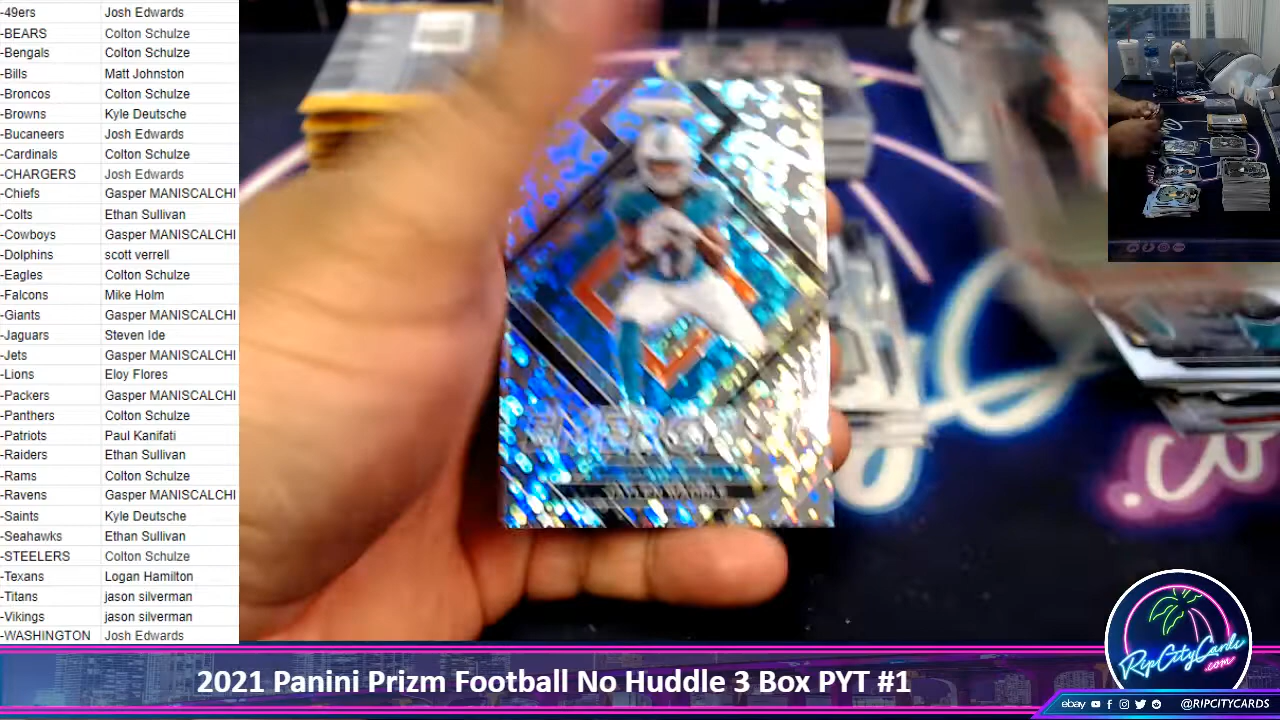 -49ers Josh Edwards
-BEARS Colton Schulze
-Bengals Colton Schulze
-Bills Matt Johnston
-Broncos Colton Schulze
-Browns Kyle Deutsche
-Bucaneers Josh Edwards
-Cardinals Colton Schulze
-CHARGERS Josh Edwards
-Chiefs Gasper MANISCALCHI
-Colts Ethan Sullivan
-Cowboys Gasper MANISCALCHI
-Dolphins scott verrell
-Eagles Colton Schulze
-Falcons Mike Holm
-Giants Gasper MANISCALCHI
-Jaguars Steven Ide
-Jets Gasper MANISCALCHI
-Lions Eloy Flores
-Packers Gasper MANISCALCHI
-Panthers Colton Schulze
-Patriots Paul Kanifati
-Raiders Ethan Sullivan
-Rams Colton Schulze
-Ravens Gasper MANISCALCHI
-Saints Kyle Deutsche
-Seahawks Ethan Sullivan
-STEELERS Colton Schulze
-Texans Logan Hamilton
-Titans jason silverman
-Vikings jason silverman
-WASHINGTON Josh Edwards
JAYLEN WADDLE
.co
RipCityCards
.com
2021 Panini Prizm Football No Huddle 3 Box PYT #1
ebay @RIPCITYCARDS